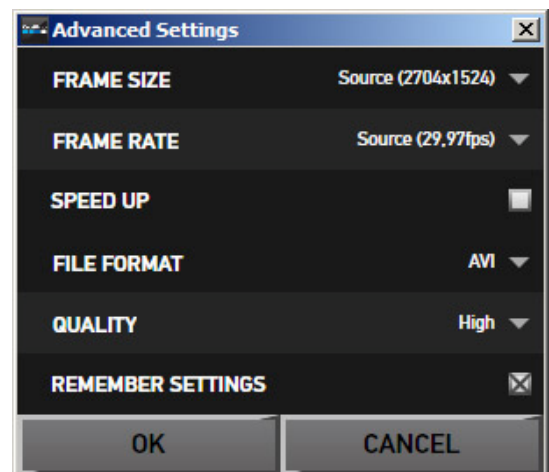 Advanced Settings
FRAME SIZE Source (2704x1524)
FRAME RATE Source (29,97fps)
SPEED UP
FILE FORMAT AVI
QUALITY High
REMEMBER SETTINGS
OK CANCEL